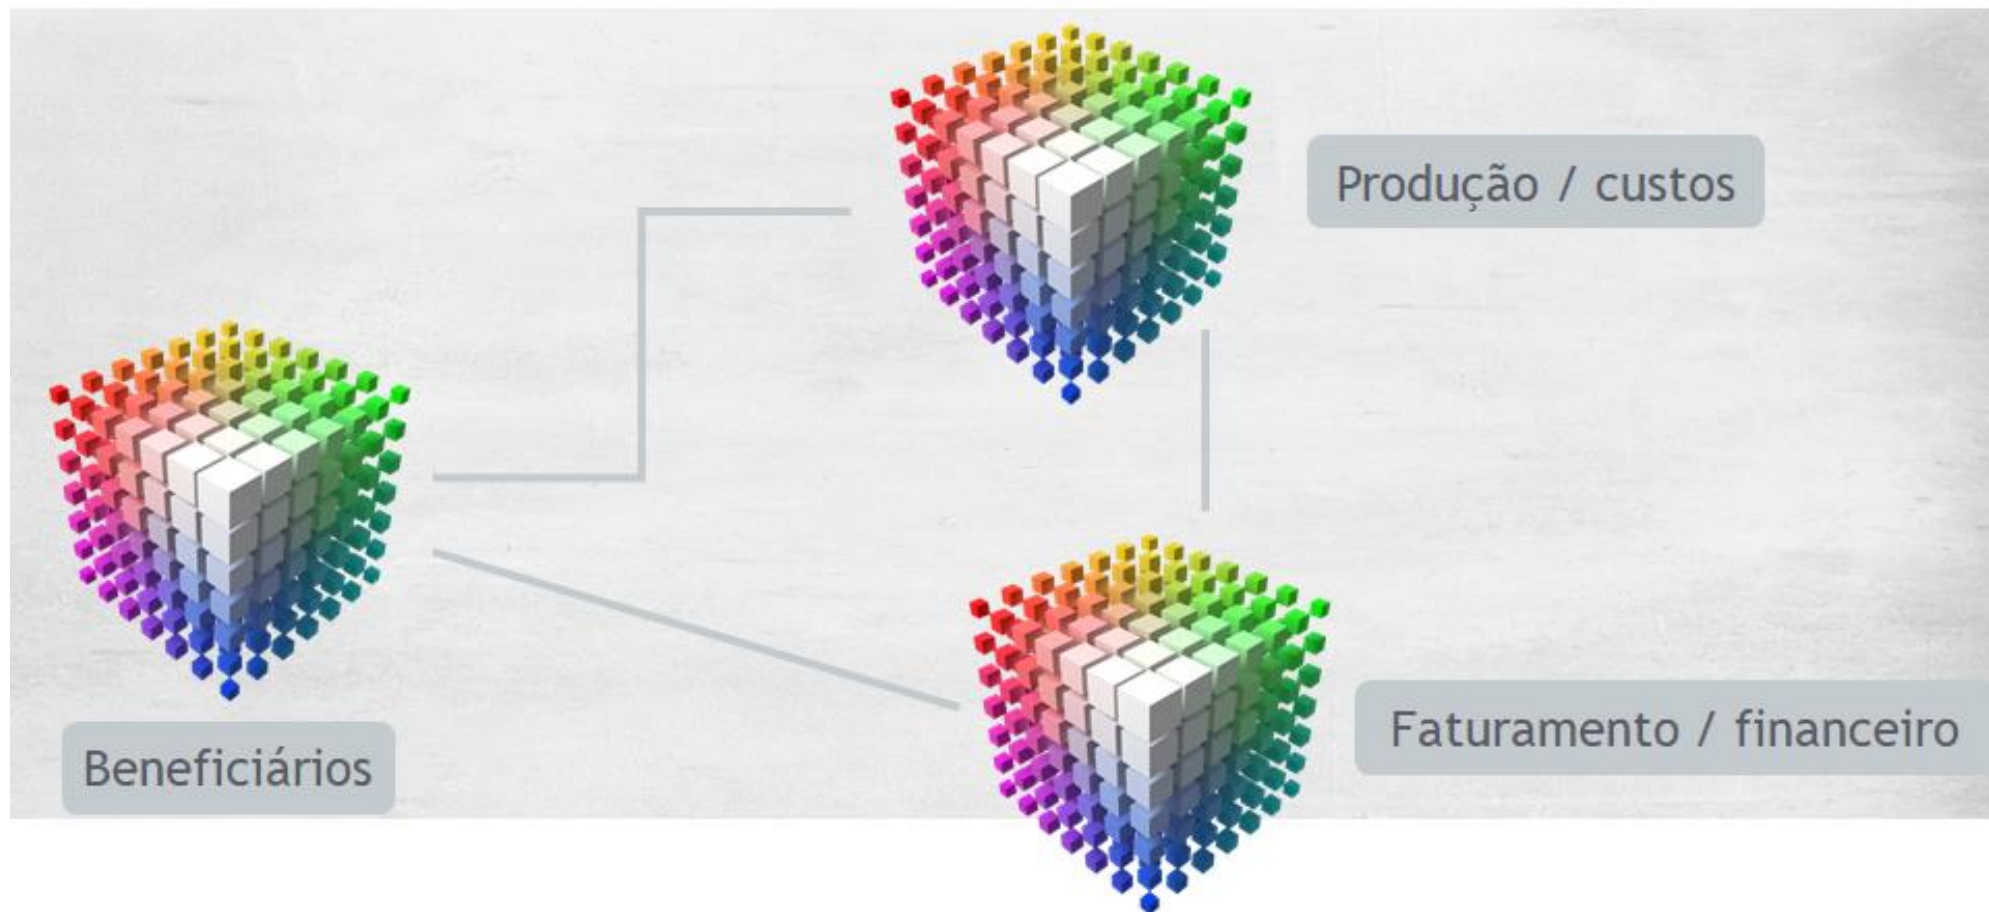 Produção / custos
Beneficiários
Faturamento / financeiro